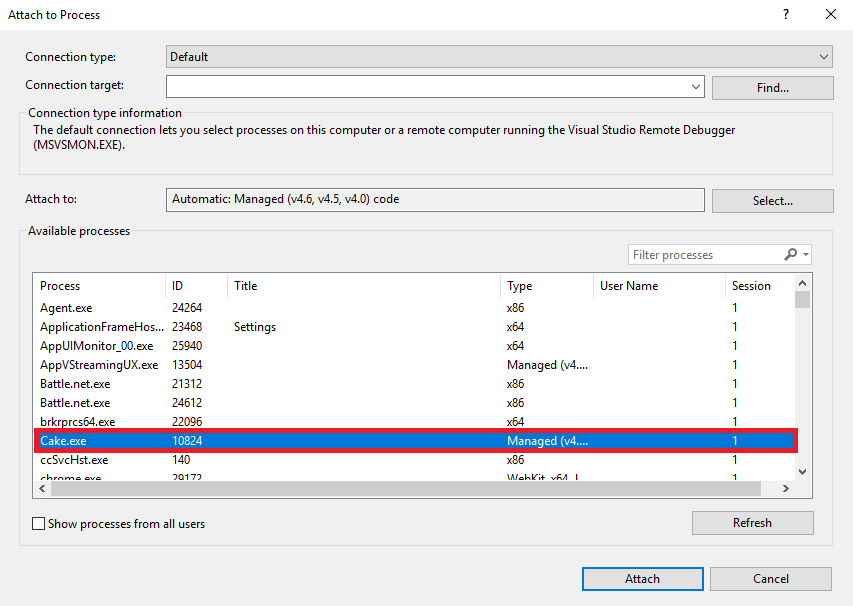 Attach to Process
Connection type: Default
Connection target: Find...
Connection type information
The default connection lets you select processes on this computer or a remote computer running the Visual Studio Remote Debugger
(MSVSMON.EXE).
Attach to: Automatic: Managed (v4.6, v4.5, v4.0) code Select...
Available processes
Filter processes
Process ID Title Type User Name Session
Agent.exe 24264 x86 1
ApplicationFrameHos... 23468 Settings x64 1
AppUIMonitor_00.exe 25940 x64 1
AppVStreamingUX.exe 13504 Managed (v4.... 1
Battle.net.exe 21312 x86 1
Battle.net.exe 24612 x86 1
brkrprcs64.exe 22096 x64 1
Cake.exe 10824 Managed (v4.... 1
ccSvcHst.exe 140 x86 1
chrome.exe 29172 WebKit, x64 1
Show processes from all users Refresh
Attach Cancel